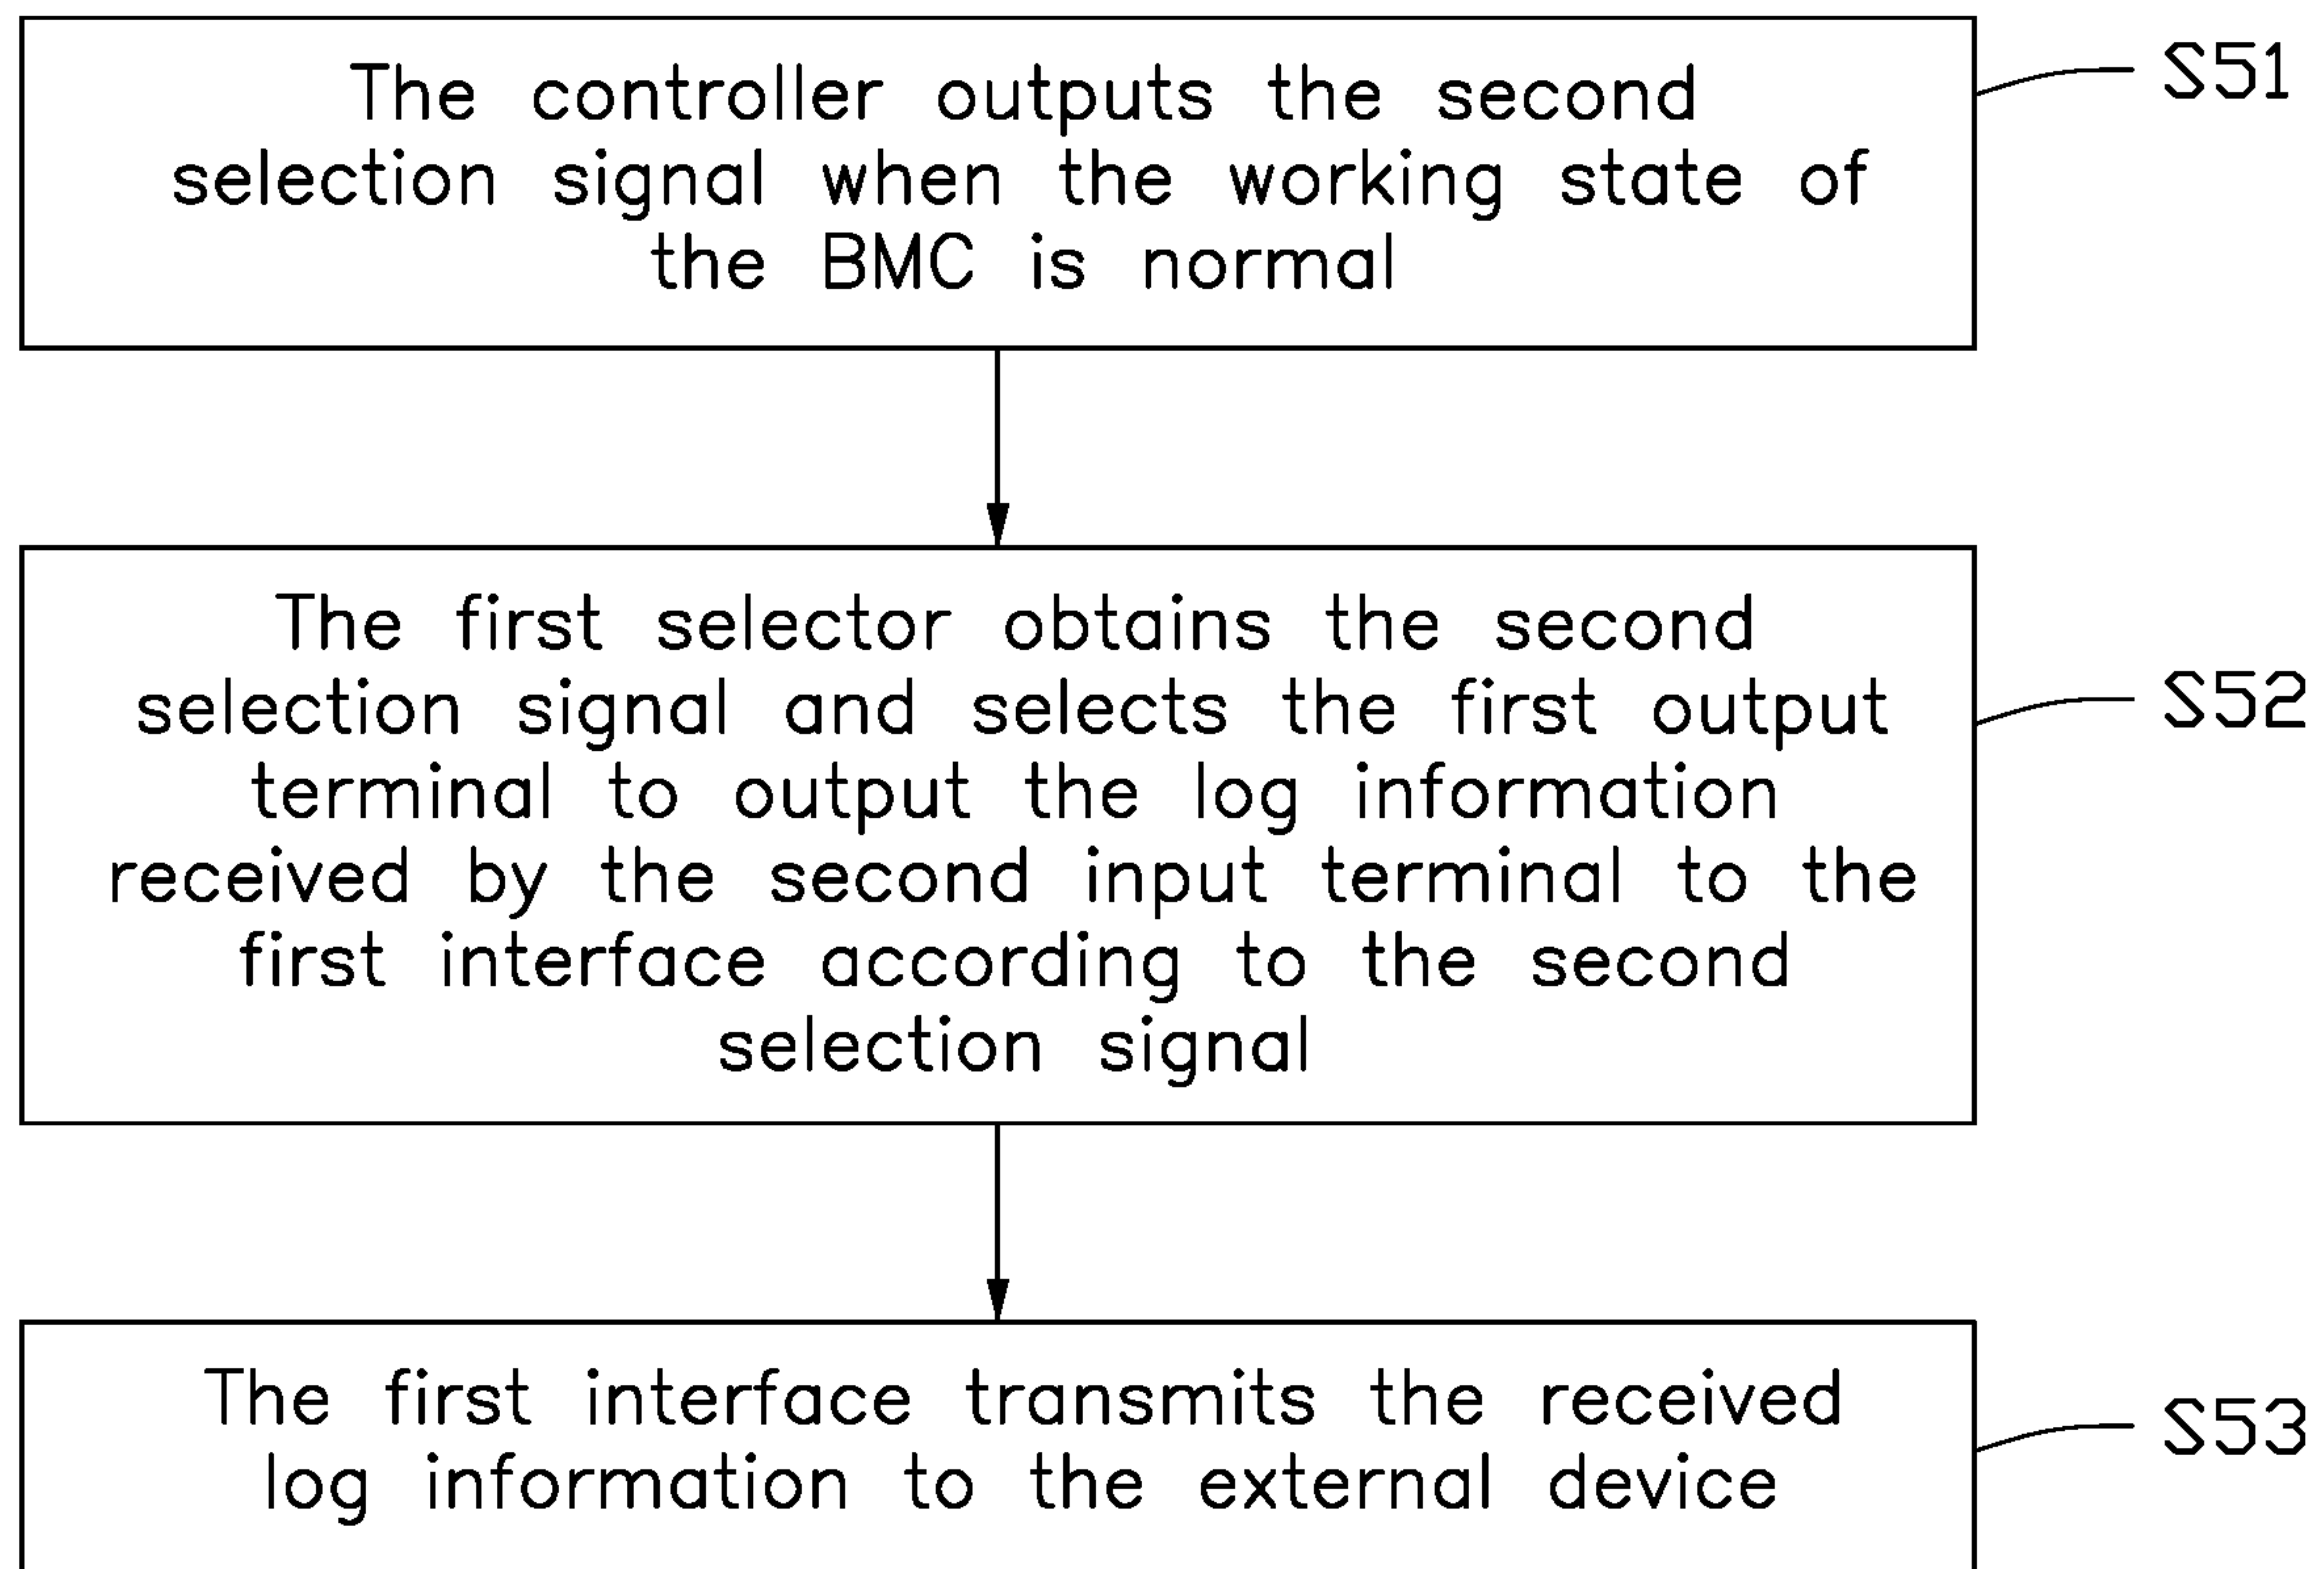 The controller outputs the second
selection signal when the working state of
the BMC is normal
S51
The first selector obtains the second
selection signal and selects the first output
terminal to output the log information
received by the second input terminal to the
first interface according to the second
selection signal
S52
The first interface transmits the received
log information to the external device
S53